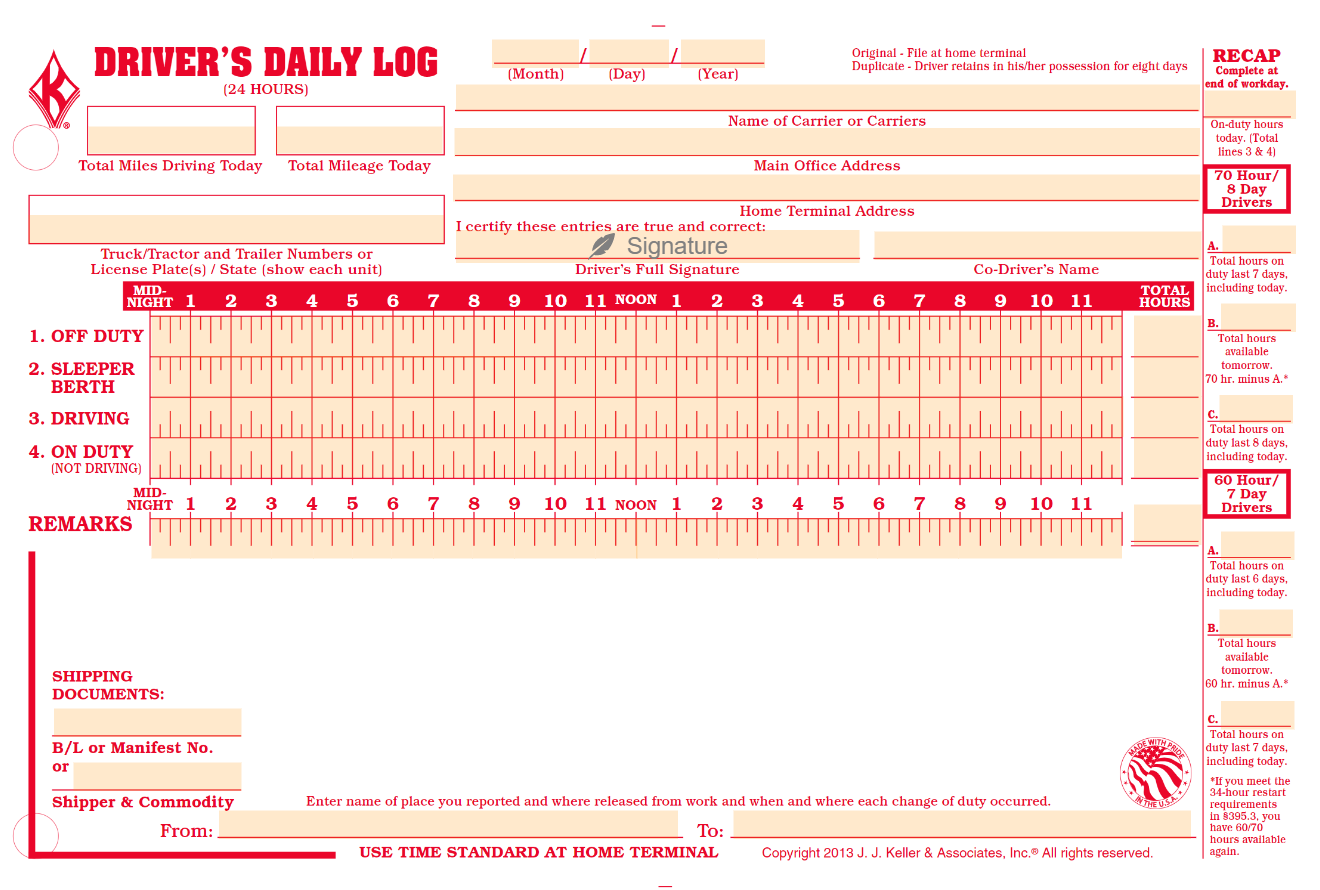 DRIVER'S DAILY LOG
(24 HOURS)
K
®
/ /
(Month) (Day) (Year)
Original - File at home terminal
Duplicate - Driver retains in his/her possession for eight days
Total Miles Driving Today
Total Mileage Today
Name of Carrier or Carriers
Main Office Address
Home Terminal Address
Truck/Tractor and Trailer Numbers or
License Plate(s) / State (show each unit)
I certify these entries are true and correct:
Signature
Driver's Full Signature
Co-Driver's Name
MID-
NIGHT 1 2 3 4 5 6 7 8 9 10 11 NOON 1 2 3 4 5 6 7 8 9 10 11
TOTAL
HOURS
1. OFF DUTY
2. SLEEPER
BERTH
3. DRIVING
4. ON DUTY
(NOT DRIVING)
MID-
NIGHT 1 2 3 4 5 6 7 8 9 10 11 NOON 1 2 3 4 5 6 7 8 9 10 11
REMARKS
SHIPPING
DOCUMENTS:
B/L or Manifest No.
or
Shipper & Commodity
Enter name of place you reported and where released from work and when and where each change of duty occurred.
From:
To:
USE TIME STANDARD AT HOME TERMINAL
Copyright 2013 J. J. Keller & Associates, Inc.® All rights reserved.
MADE WITH PRIDE
IN THE U.S.A.
RECAP
Complete at
end of workday.
On-duty hours
today. (Total
lines 3 & 4)
70 Hour/
8 Day
Drivers
A.
Total hours on
duty last 7 days,
including today.
B.
Total hours
available
tomorrow.
70 hr. minus A.*
C.
Total hours on
duty last 8 days,
including today.
60 Hour/
7 Day
Drivers
A.
Total hours on
duty last 6 days,
including today.
B.
Total hours
available
tomorrow.
60 hr. minus A.*
C.
Total hours on
duty last 7 days,
including today.
*If you meet the
34-hour restart
requirements
in §395.3, you
have 60/70
hours available
again.